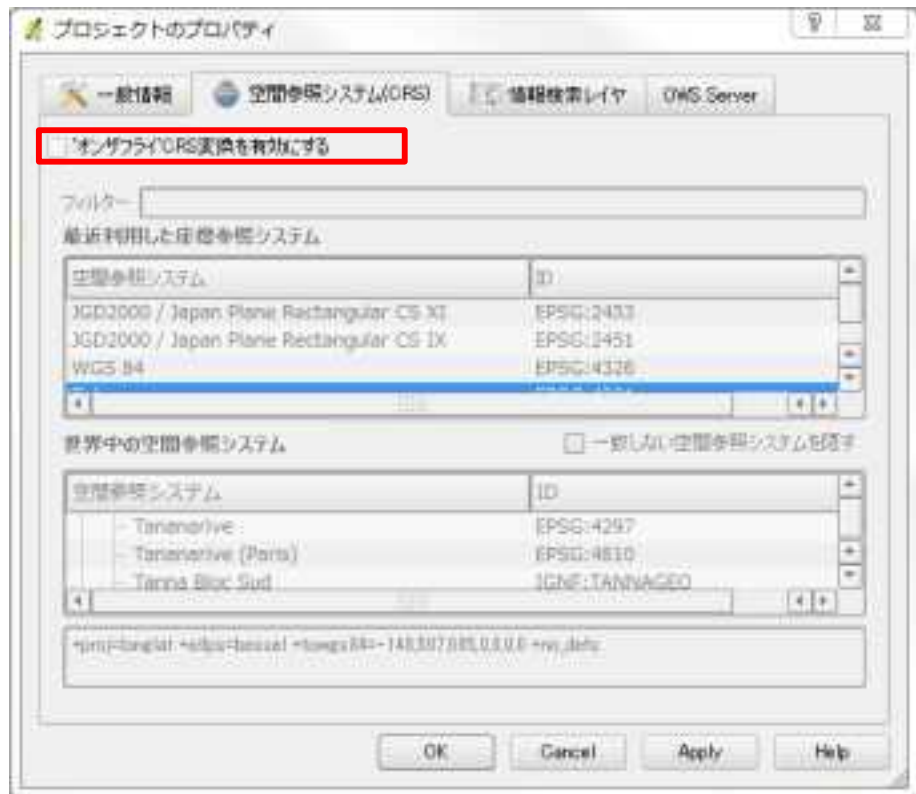 プロジェクトのプロパティ
一般情報 空間参照システム(CRS) 情報検索レイヤ OWS Server
'オンザフライ'CRS変換を有効にする
フィルター
最近利用した座標参照システム
空間参照システム ID
JGD2000 / Japan Plane Rectangular CS XI EPSG:2453
JGD2000 / Japan Plane Rectangular CS IX EPSG:2451
WGS 84 EPSG:4326
世界中の空間参照システム 一致しない空間参照システムを隠す
空間参照システム ID
Tananarive EPSG:4297
Tananarive (Paris) EPSG:4810
Tanna Bloc Sud IGNF:TANNAGEO
+proj=longlat +ellps=bessel +no_defs
OK Cancel Apply Help